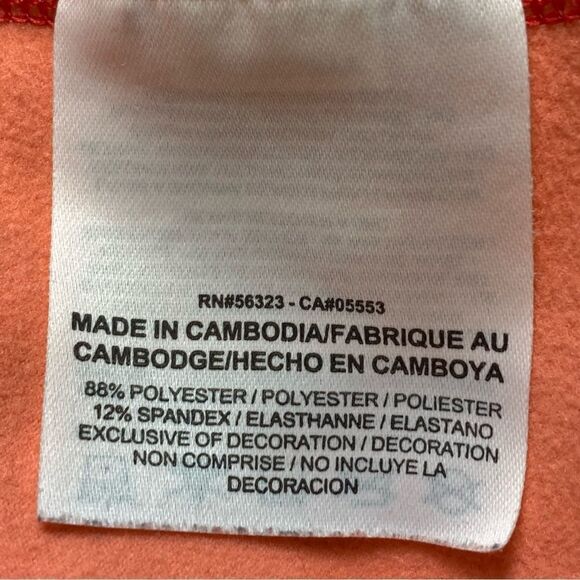 RN#56323 - CA#05553
MADE IN CAMBODIA/FABRIQUE AU
CAMBODGE/HECHO EN CAMBOYA
88% POLYESTER / POLYESTER / POLIESTER
12% SPANDEX / ELASTHANNE / ELASTANO
EXCLUSIVE OF DECORATION / DECORATION
NON COMPRISE / NO INCLUYE LA
DECORACION